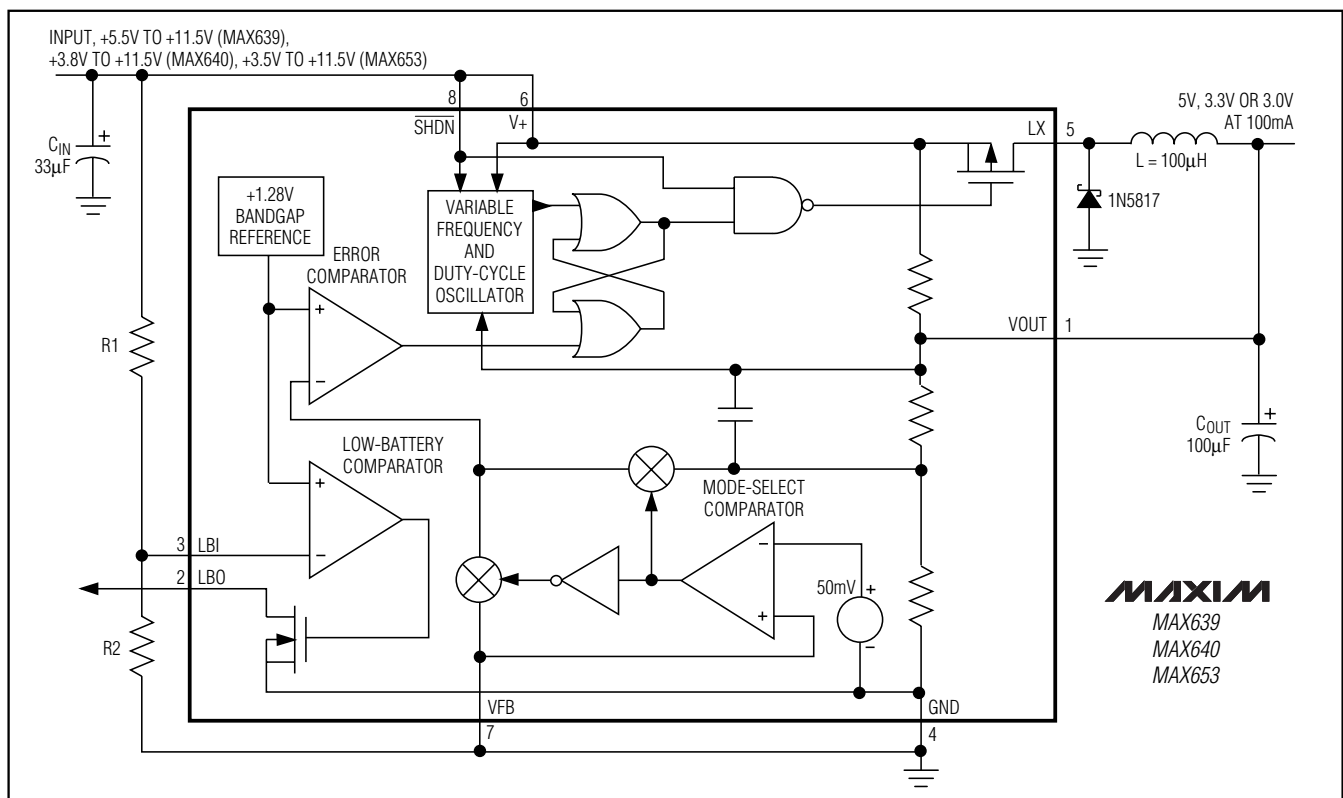 INPUT, +5.5V TO +11.5V (MAX639),
+3.8V TO +11.5V (MAX640), +3.5V TO +11.5V (MAX653)
CIN
33µF
+
8
SHDN
6
V+
LX
5
5V, 3.3V OR 3.0V
AT 100mA
L = 100µH
1N5817
+1.28V
BANDGAP
REFERENCE
VARIABLE
FREQUENCY
AND
DUTY-CYCLE
OSCILLATOR
ERROR
COMPARATOR
+
−
R1
VOUT
1
LOW-BATTERY
COMPARATOR
+
−
MODE-SELECT
COMPARATOR
−
+
50mV
+
−
COUT
100µF
+
3
LBI
2
LBO
R2
VFB
7
GND
4
MAXIM
MAX639
MAX640
MAX653